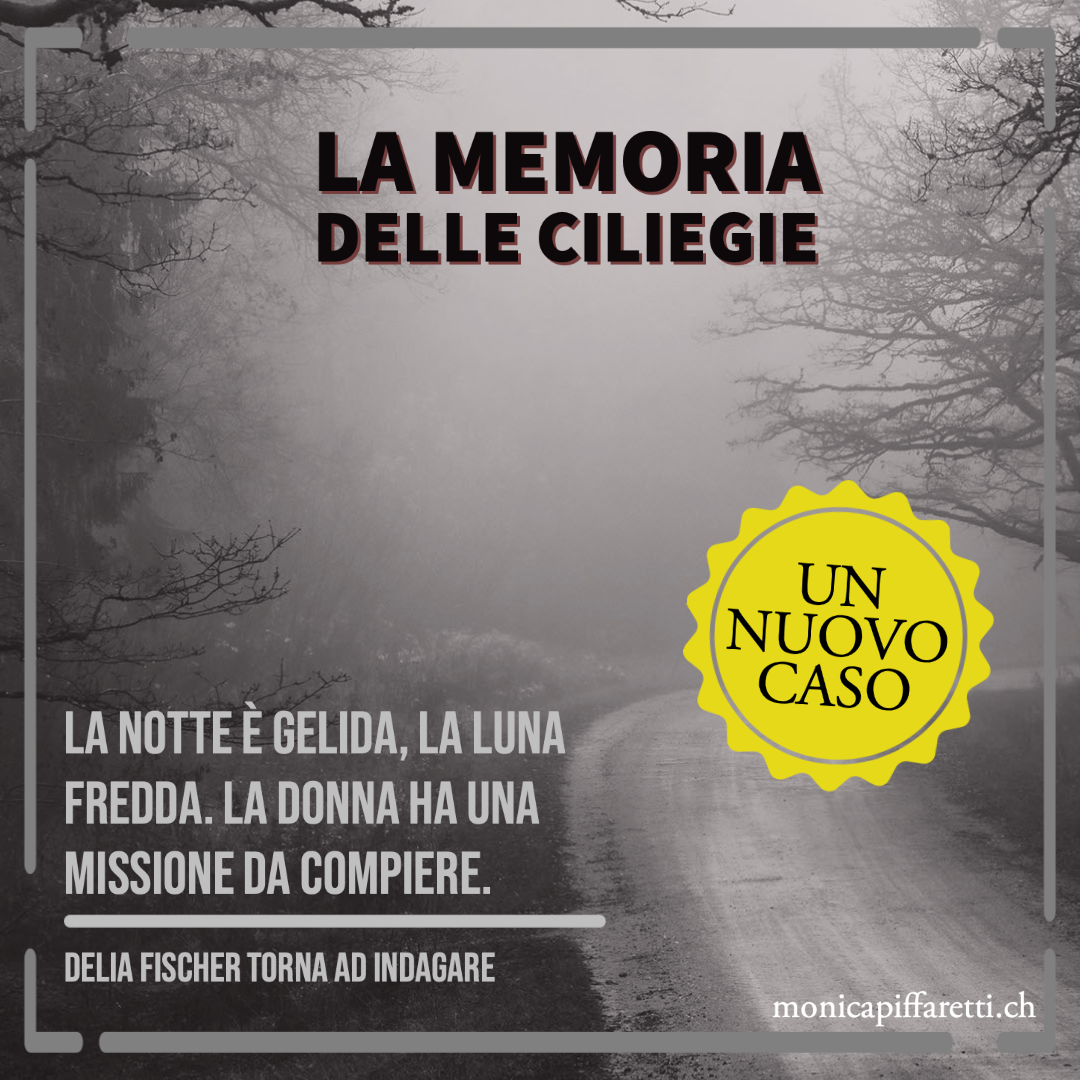 LA MEMORIA
DELLE CILIEGIE
UN
NUOVO
CASO
LA NOTTE È GELIDA, LA LUNA
FREDDA. LA DONNA HA UNA
MISSIONE DA COMPIERE.
DELIA FISCHER TORNA AD INDAGARE
monicapiffaretti.ch